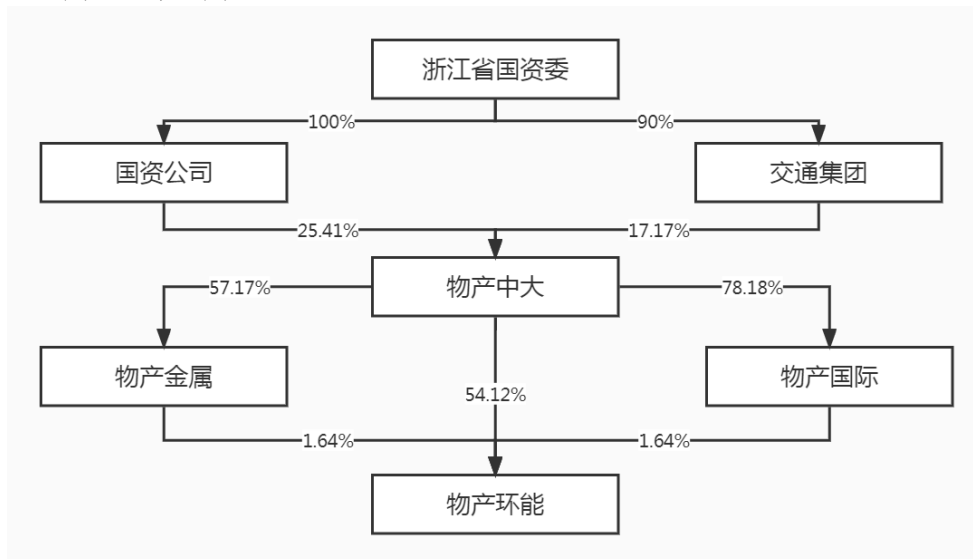 浙江省国资委
100%
90%
国资公司
交通集团
25.41%
17.17%
物产中大
57.17%
78.18%
物产金属
物产国际
54.12%
1.64%
1.64%
物产环能